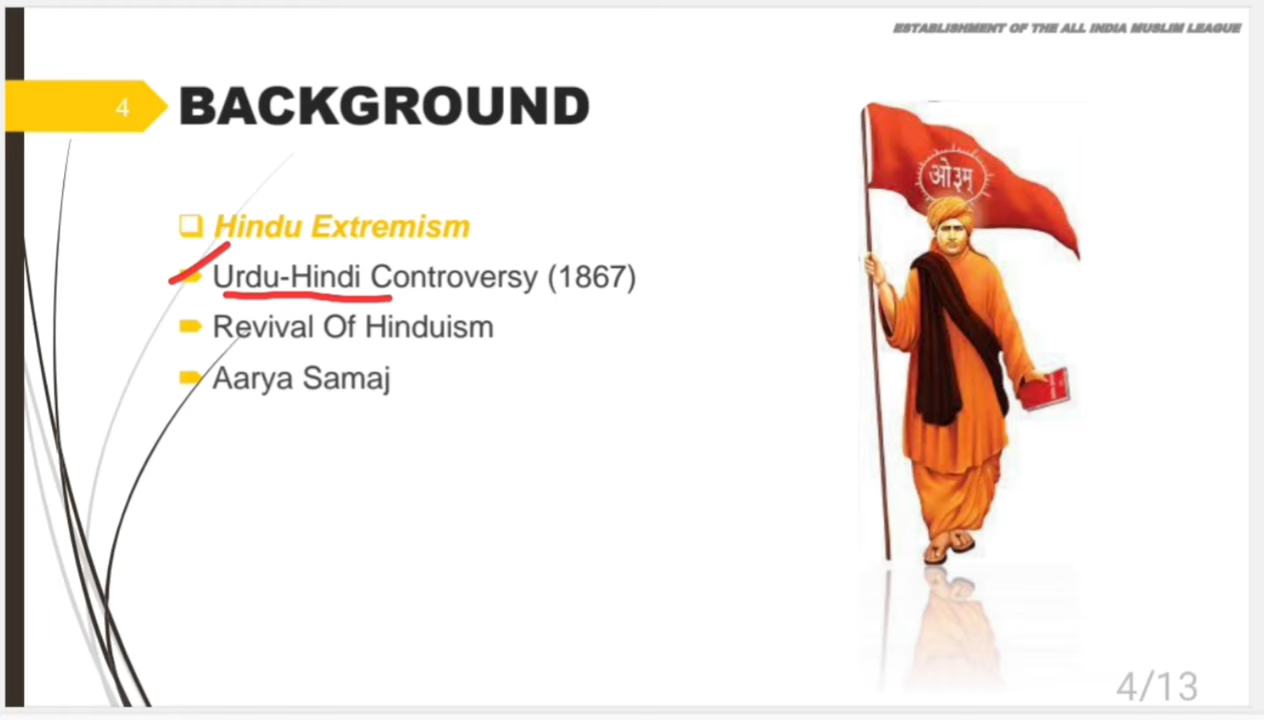 ESTABLISHMENT OF THE ALL INDIA MUSLIM LEAGUE
4
BACKGROUND
Hindu Extremism
Urdu-Hindi Controversy (1867)
Revival Of Hinduism
Aarya Samaj
ओ३म्
4/13